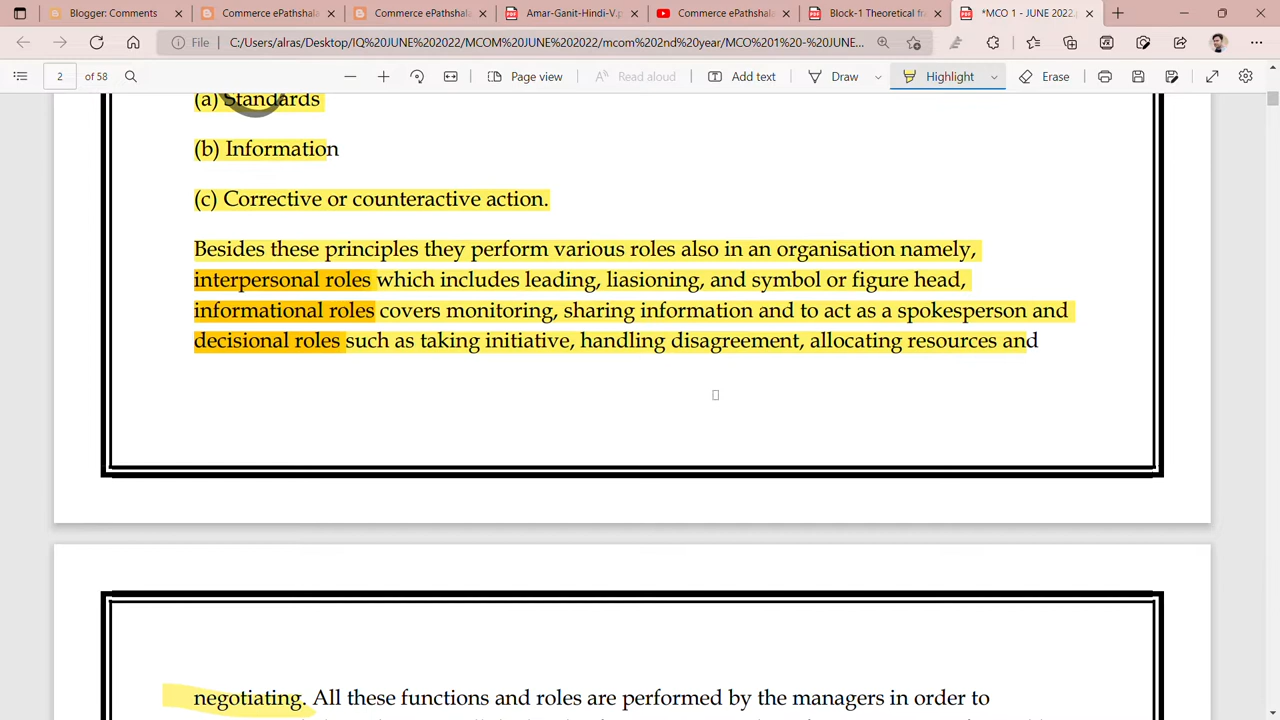 Blogger: Comments
Commerce ePathshal
Commerce ePathshal
Amar-Ganit-Hindi-V.p
Commerce ePathshal
Block-1 Theoretical fr
*MCO 1 - JUNE 2022.
File
C:/Users/alras/Desktop/IQ%20JUNE%202022/MCOM%20JUNE%202022/mcom%202nd%20year/MCO%201%20-%20JUNE...
2 of 58
Page view
Read aloud
Add text
Draw
Highlight
Erase
(a) Standards
(b) Information
(c) Corrective or counteractive action.
Besides these principles they perform various roles also in an organisation namely,
interpersonal roles which includes leading, liasioning, and symbol or figure head,
informational roles covers monitoring, sharing information and to act as a spokesperson and
decisional roles such as taking initiative, handling disagreement, allocating resources and
negotiating. All these functions and roles are performed by the managers in order to